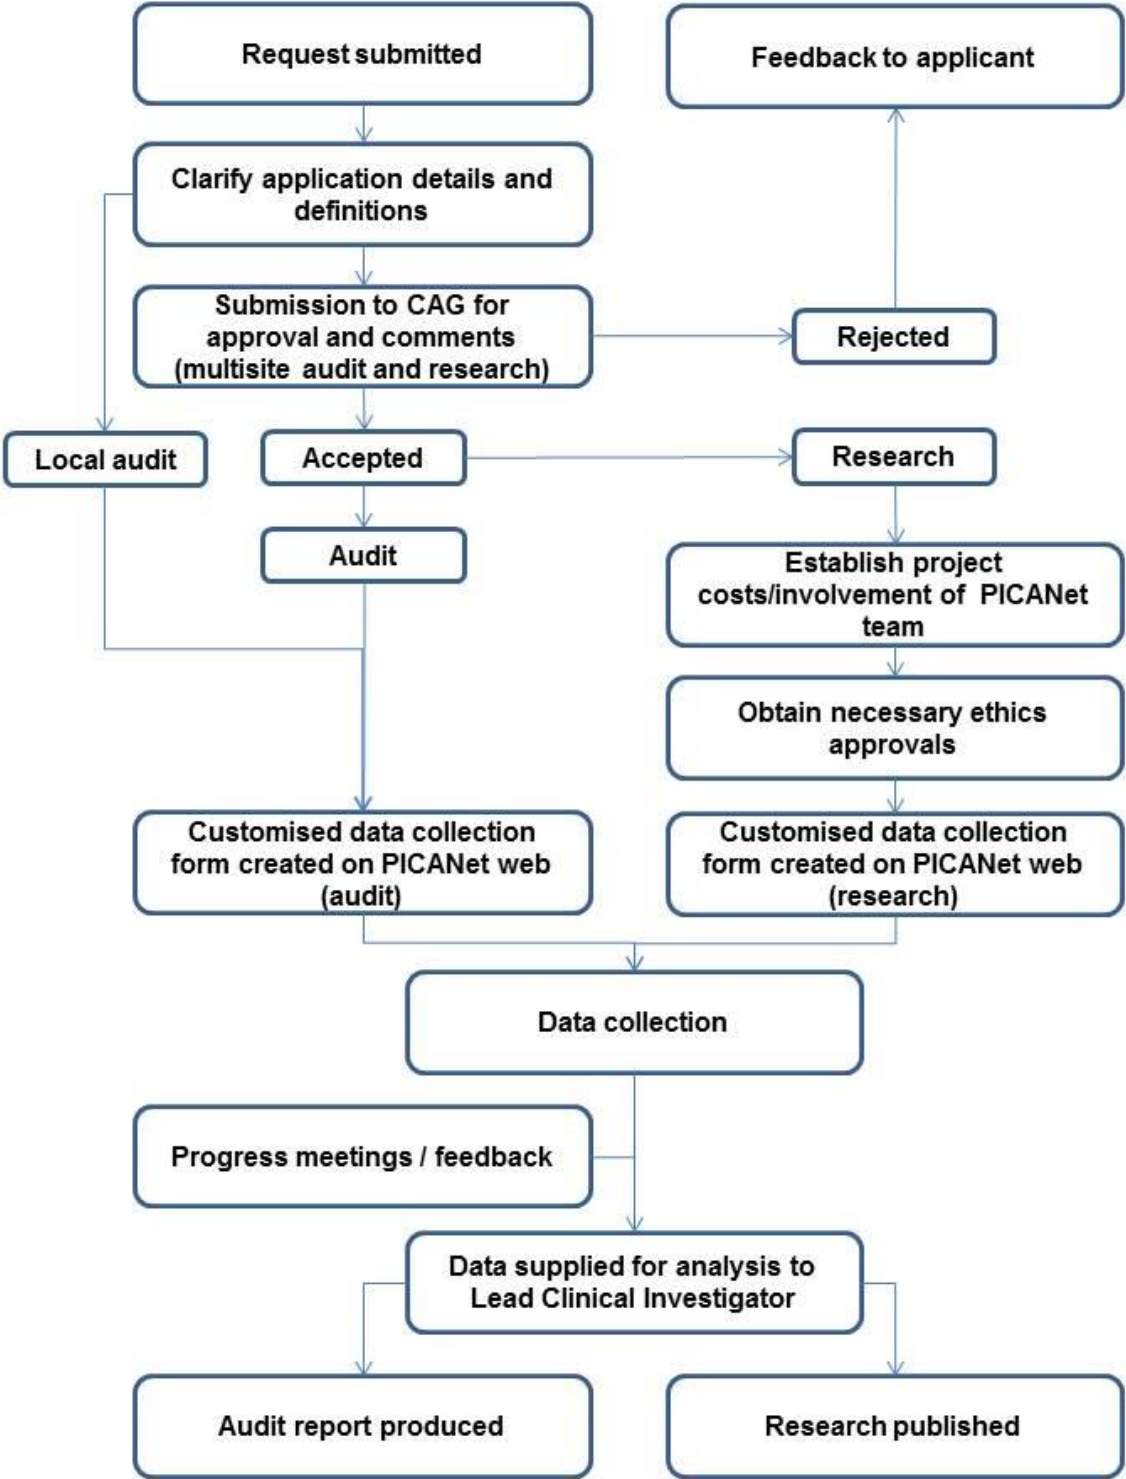 Request submitted
Feedback to applicant
Clarify application details and
definitions
Submission to CAG for
approval and comments
(multisite audit and research)
Rejected
Local audit
Accepted
Research
Audit
Establish project
costs/involvement of PICANet
team
Obtain necessary ethics
approvals
Customised data collection
form created on PICANet web
(audit)
Customised data collection
form created on PICANet web
(research)
Data collection
Progress meetings / feedback
Data supplied for analysis to
Lead Clinical Investigator
Audit report produced
Research published